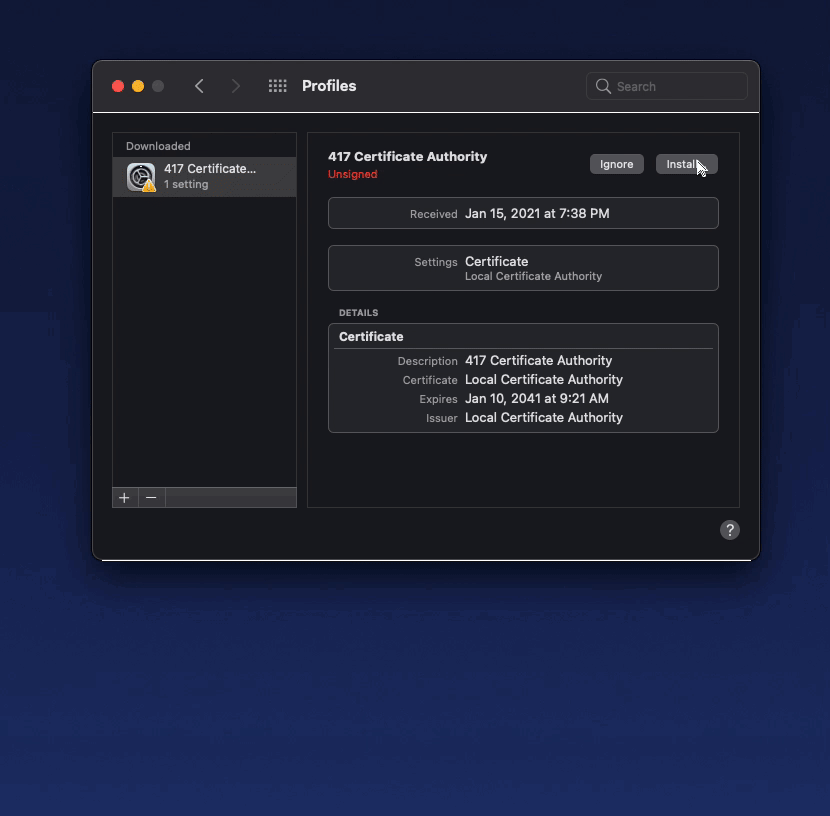 Profiles
Search
Downloaded
417 Certificate...
1 setting
417 Certificate Authority
Unsigned
Ignore
Install
Received Jan 15, 2021 at 7:38 PM
Settings Certificate
Local Certificate Authority
DETAILS
Certificate
Description 417 Certificate Authority
Certificate Local Certificate Authority
Expires Jan 10, 2041 at 9:21 AM
Issuer Local Certificate Authority
+ −
?